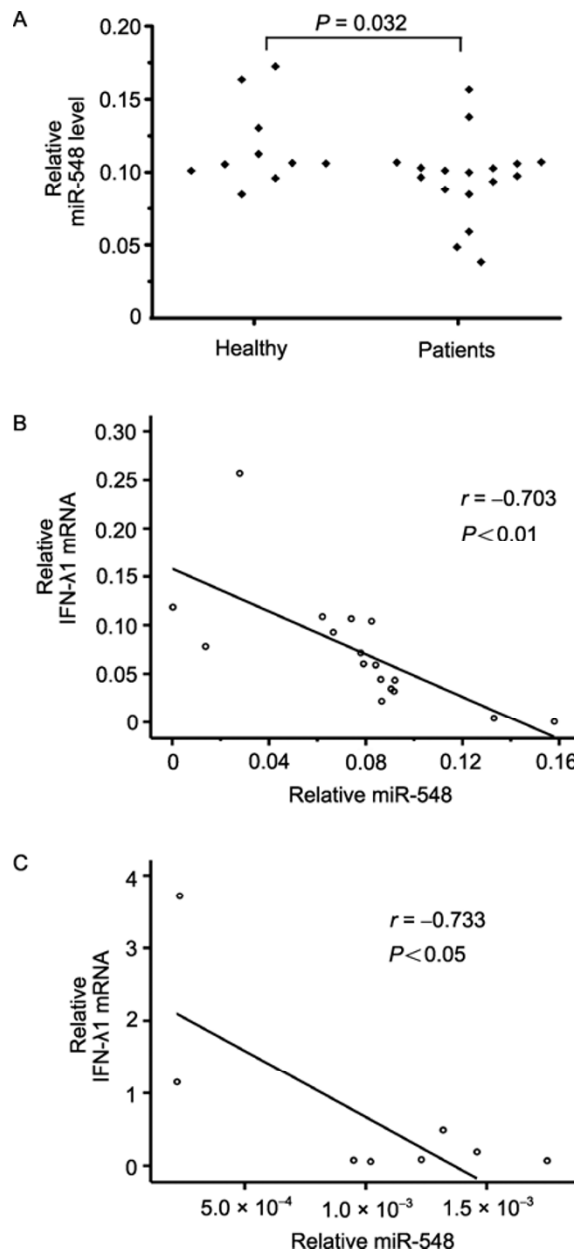 A
P = 0.032
Relative
miR-548 level
0.20
0.15
0.10
0.05
0
Healthy Patients
B
Relative
IFN-λ1 mRNA
0.30
0.25
0.20
0.15
0.10
0.05
0
r = −0.703
P<0.01
0 0.04 0.08 0.12 0.16
Relative miR-548
C
Relative
IFN-λ1 mRNA
4
3
2
1
0
r = −0.733
P<0.05
5.0 × 10⁻⁴ 1.0 × 10⁻³ 1.5 × 10⁻³
Relative miR-548